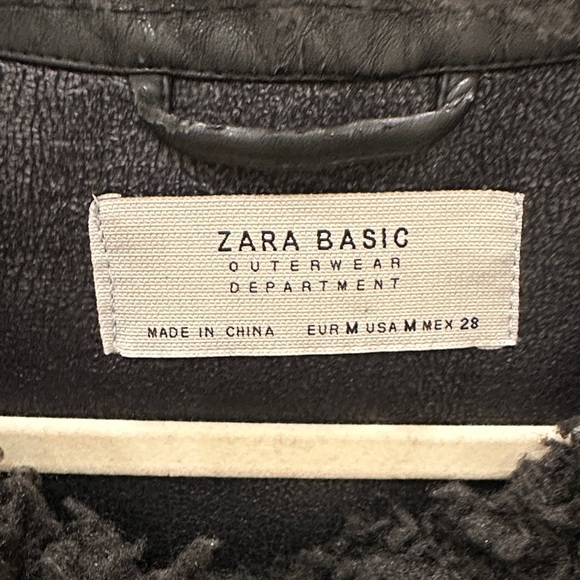 ZARA BASIC
OUTERWEAR
DEPARTMENT
MADE IN CHINA EUR M USA M MEX 28